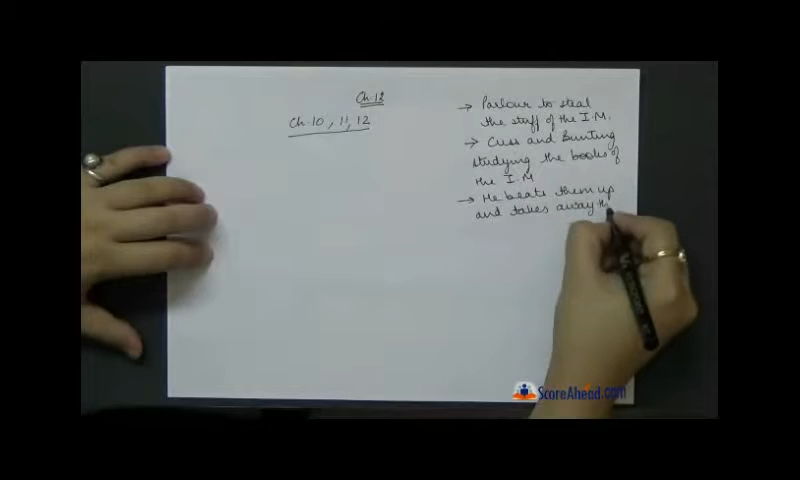 Ch.12
Ch 10, 11, 12
→ Parlour to steal
the stuff of the I.M.
→ Cuss and Bunting
studying the books of
the I.M
→ He beats them up
and takes away th
ScoreAhead.com